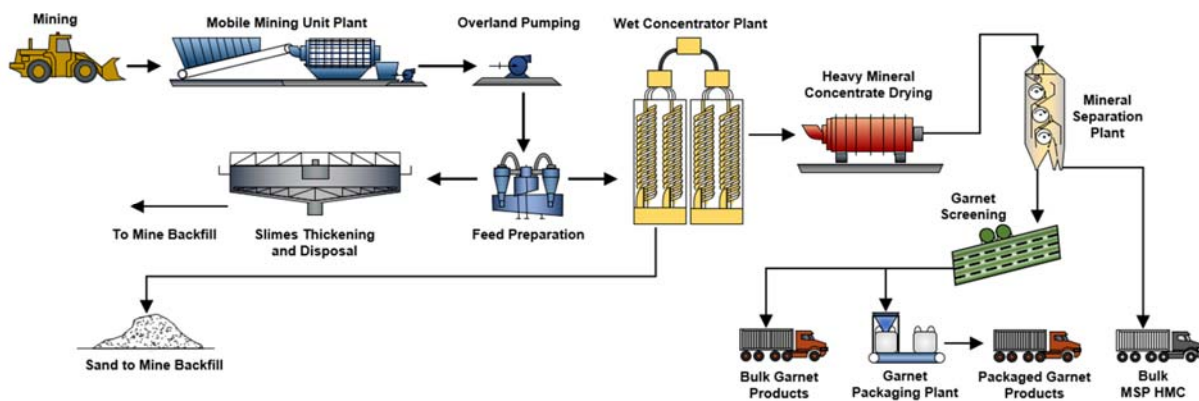 Mining
Mobile Mining Unit Plant
Overland Pumping
Wet Concentrator Plant
Heavy Mineral
Concentrate Drying
Mineral
Separation
Plant
To Mine Backfill
Slimes Thickening
and Disposal
Feed Preparation
Garnet
Screening
Sand to Mine Backfill
Bulk Garnet
Products
Garnet
Packaging Plant
Packaged Garnet
Products
Bulk
MSP HMC